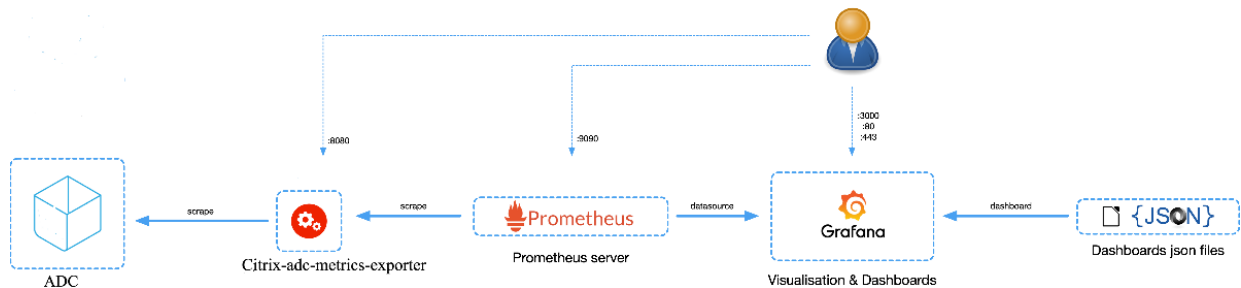 :3000
:80
:443
:8080
:9090
scrape
scrape
Prometheus
datasource
Grafana
dashboard
{JSON}
Citrix-adc-metrics-exporter
Prometheus server
Dashboards json files
ADC
Visualisation & Dashboards